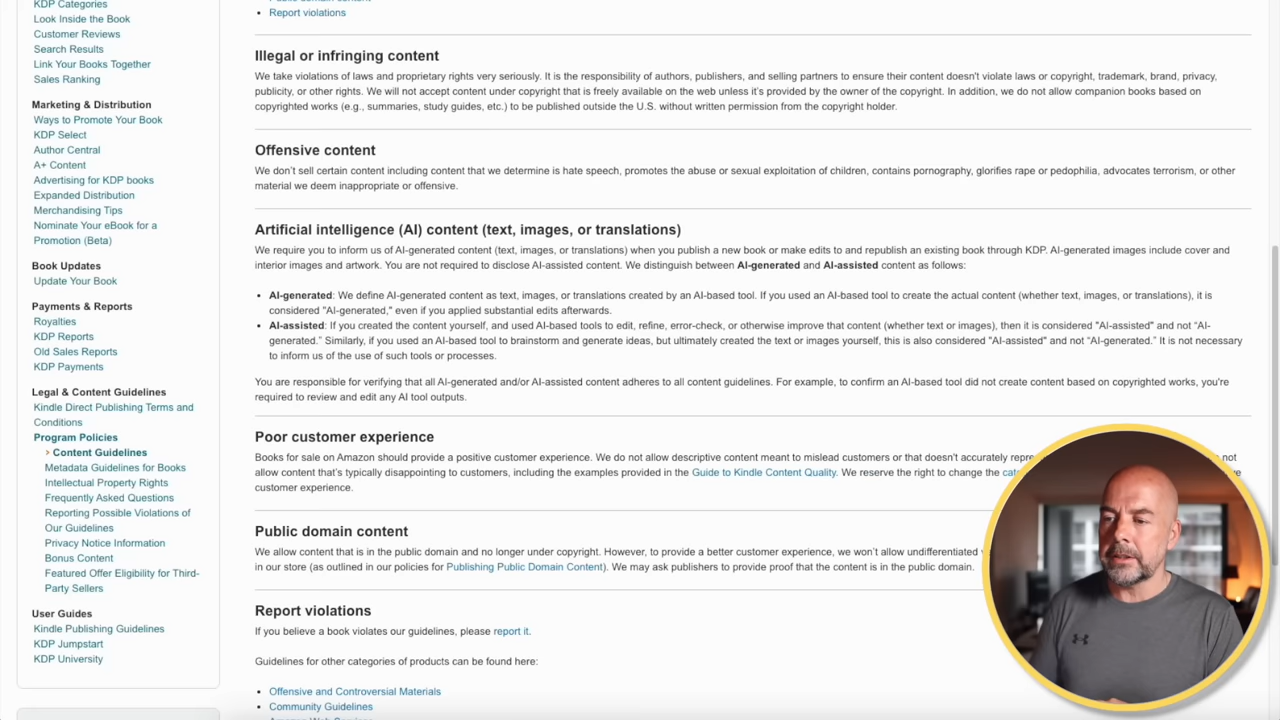 KDP Categories
Look Inside the Book
Customer Reviews
Search Results
Link Your Books Together
Sales Ranking
Marketing & Distribution
Ways to Promote Your Book
KDP Select
Author Central
A+ Content
Advertising for KDP books
Expanded Distribution
Merchandising Tips
Nominate Your eBook for a
Promotion (Beta)
Book Updates
Update Your Book
Payments & Reports
Royalties
KDP Reports
Old Sales Reports
KDP Payments
Legal & Content Guidelines
Kindle Direct Publishing Terms and
Conditions
Program Policies
› Content Guidelines
Metadata Guidelines for Books
Intellectual Property Rights
Frequently Asked Questions
Reporting Possible Violations of
Our Guidelines
Privacy Notice Information
Bonus Content
Featured Offer Eligibility for Third-
Party Sellers
User Guides
Kindle Publishing Guidelines
KDP Jumpstart
KDP University
• Report violations
Illegal or infringing content
We take violations of laws and proprietary rights very seriously. It is the responsibility of authors, publishers, and selling partners to ensure their content doesn't violate laws or copyright, trademark, brand, privacy,
publicity, or other rights. We will not accept content under copyright that is freely available on the web unless it's provided by the owner of the copyright. In addition, we do not allow companion books based on
copyrighted works (e.g., summaries, study guides, etc.) to be published outside the U.S. without written permission from the copyright holder.
Offensive content
We don't sell certain content including content that we determine is hate speech, promotes the abuse or sexual exploitation of children, contains pornography, glorifies rape or pedophilia, advocates terrorism, or other
material we deem inappropriate or offensive.
Artificial intelligence (AI) content (text, images, or translations)
We require you to inform us of AI-generated content (text, images, or translations) when you publish a new book or make edits to and republish an existing book through KDP. AI-generated images include cover and
interior images and artwork. You are not required to disclose AI-assisted content. We distinguish between AI-generated and AI-assisted content as follows:
• AI-generated: We define AI-generated content as text, images, or translations created by an AI-based tool. If you used an AI-based tool to create the actual content (whether text, images, or translations), it is
considered "AI-generated," even if you applied substantial edits afterwards.
• AI-assisted: If you created the content yourself, and used AI-based tools to edit, refine, error-check, or otherwise improve that content (whether text or images), then it is considered "AI-assisted" and not “AI-
generated.” Similarly, if you used an AI-based tool to brainstorm and generate ideas, but ultimately created the text or images yourself, this is also considered "AI-assisted" and not “AI-generated.” It is not necessary
to inform us of the use of such tools or processes.
You are responsible for verifying that all AI-generated and/or AI-assisted content adheres to all content guidelines. For example, to confirm an AI-based tool did not create content based on copyrighted works, you're
required to review and edit any AI tool outputs.
Poor customer experience
Books for sale on Amazon should provide a positive customer experience. We do not allow descriptive content meant to mislead customers or that doesn't accurately not
allow content that's typically disappointing to customers, including the examples provided in the Guide to Kindle Content Quality. We reserve the right to change the
customer experience.
Public domain content
We allow content that is in the public domain and no longer under copyright. However, to provide a better customer experience, we won't allow undifferentiated
in our store (as outlined in our policies for Publishing Public Domain Content). We may ask publishers to provide proof that the content is in the public domain.
Report violations
If you believe a book violates our guidelines, please report it.
Guidelines for other categories of products can be found here:
• Offensive and Controversial Materials
• Community Guidelines